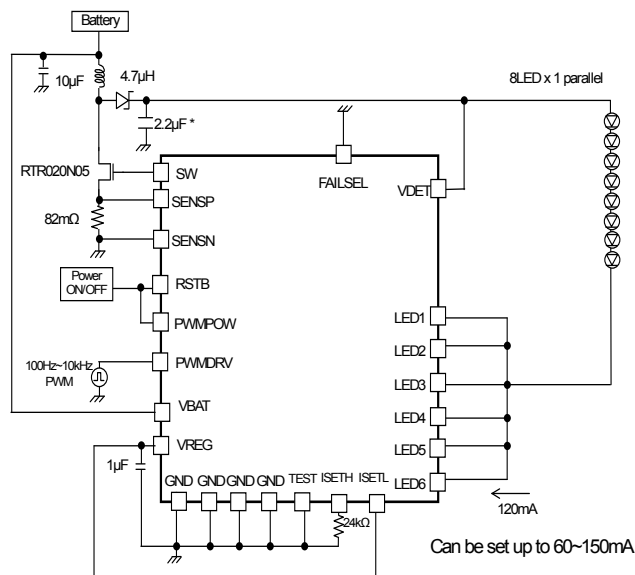 Battery
10µF
4.7µH
8LED x 1 parallel
2.2µF *
RTR020N05
FAILSEL
SW
VDET
SENSP
82mΩ
SENSN
Power
ON/OFF
RSTB
PWMPOW
LED1
LED2
100Hz~10kHz
PWM
PWMDRV
LED3
VBAT
LED4
VREG
LED5
1µF
GND GND GND GND TEST ISETH ISETL
LED6
24kΩ
120mA
Can be set up to 60~150mA